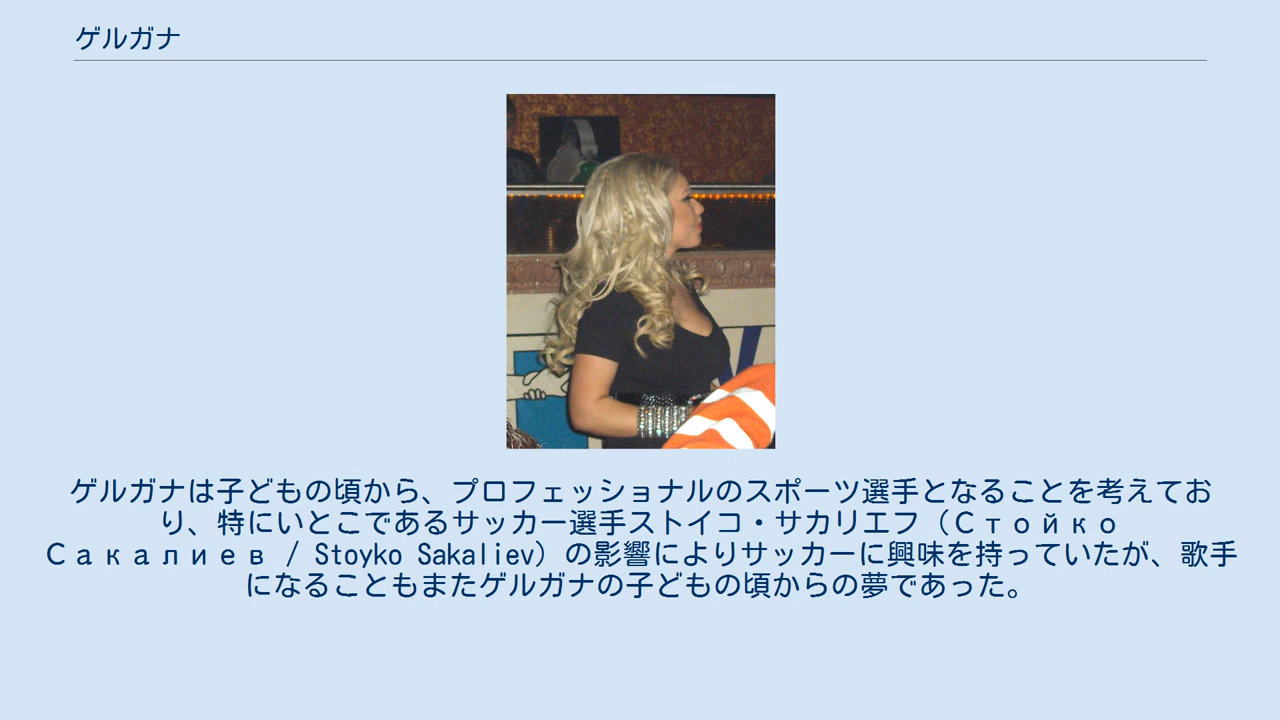 ゲルガナ
ゲルガナは子どもの頃から、プロフェッショナルのスポーツ選手となることを考えてお
り、特にいとこであるサッカー選手ストイコ・サカリエフ（Стойко
Сакалиев / Stoyko Sakaliev）の影響によりサッカーに興味を持っていたが、歌手
になることもまたゲルガナの子どもの頃からの夢であった。